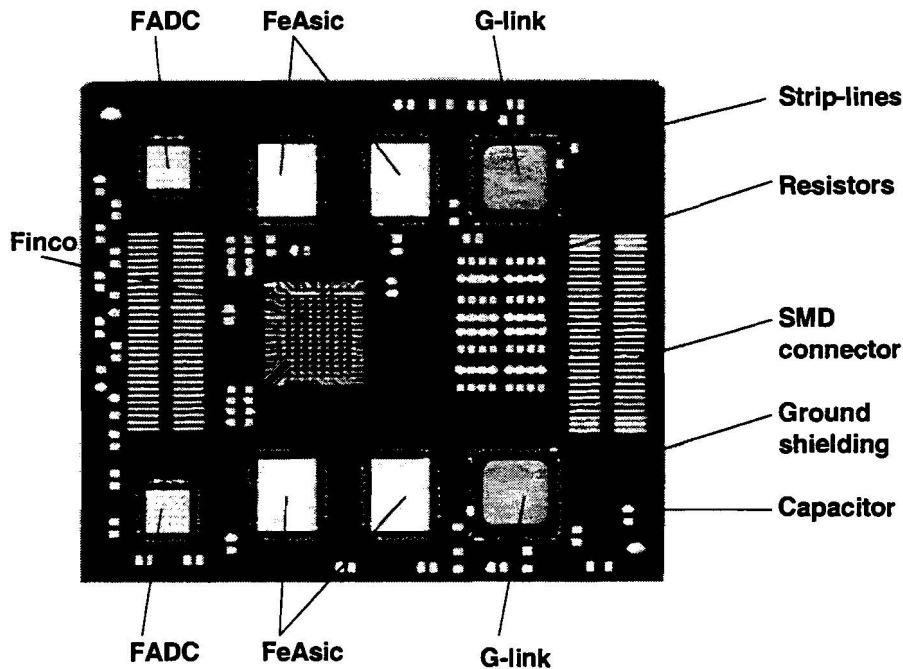 FADC
FeAsic
G-link
Strip-lines
Resistors
Finco
SMD
connector
Ground
shielding
Capacitor
FADC
FeAsic
G-link